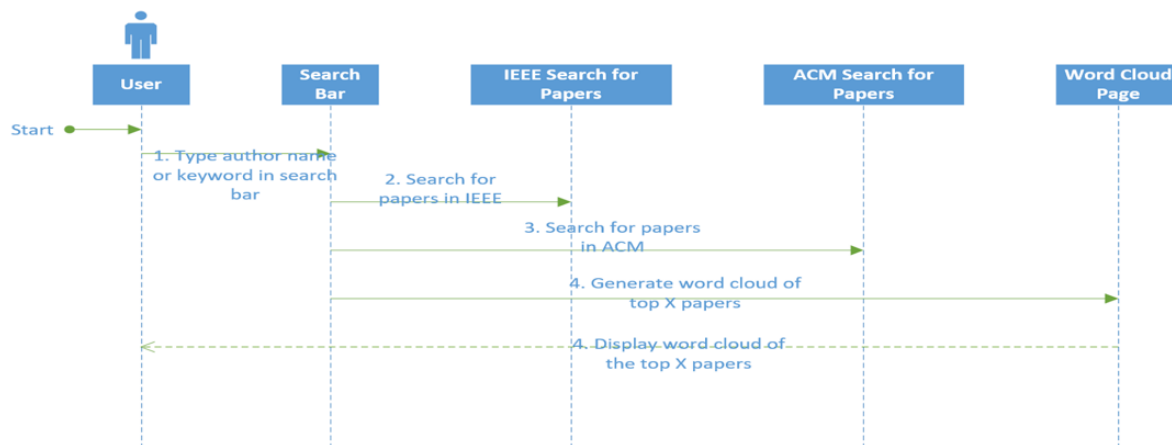 User
Search
Bar
IEEE Search for
Papers
ACM Search for
Papers
Word Cloud
Page
Start
1. Type author name
or keyword in search
bar
2. Search for
papers in IEEE
3. Search for papers
in ACM
4. Generate word cloud of
top X papers
4. Display word cloud of
the top X papers